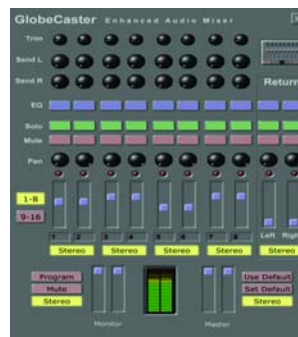 GlobeCaster Enhanced Audio Mixer
Trim
Send L
Send R
Return
EQ
Solo
Mute
Pan
1-8
9-16
1 2 3 4 5 6 7 8 Left Righ
Stereo Stereo Stereo Stereo Stereo
Program
Mute
Stereo
Use Default
Set Default
Stereo
Monitor
Master